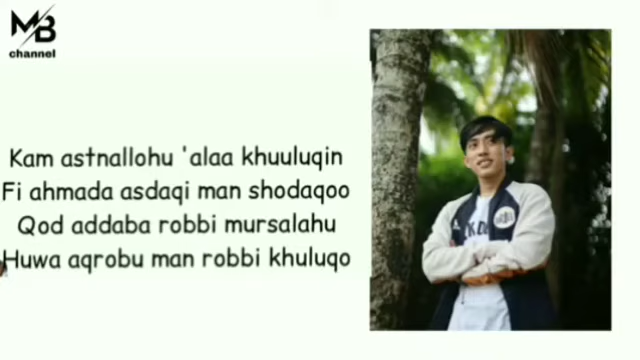 MB
channel
Kam astnallohu 'alaa khuuluqin
Fi ahmada asdaqi man shodaqoo
Qod addaba robbi mursalahu
Huwa aqrobu man robbi khuluqo